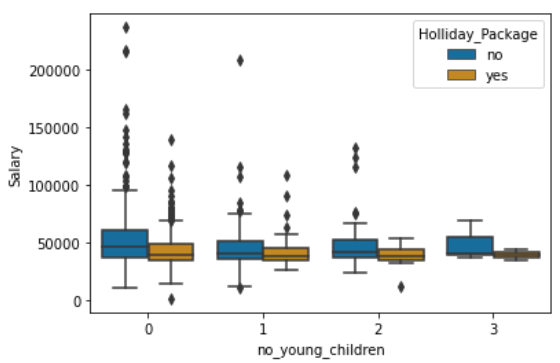 Holliday_Package
no
yes
200000
150000
100000
50000
0
Salary
0 1 2 3
no_young_children